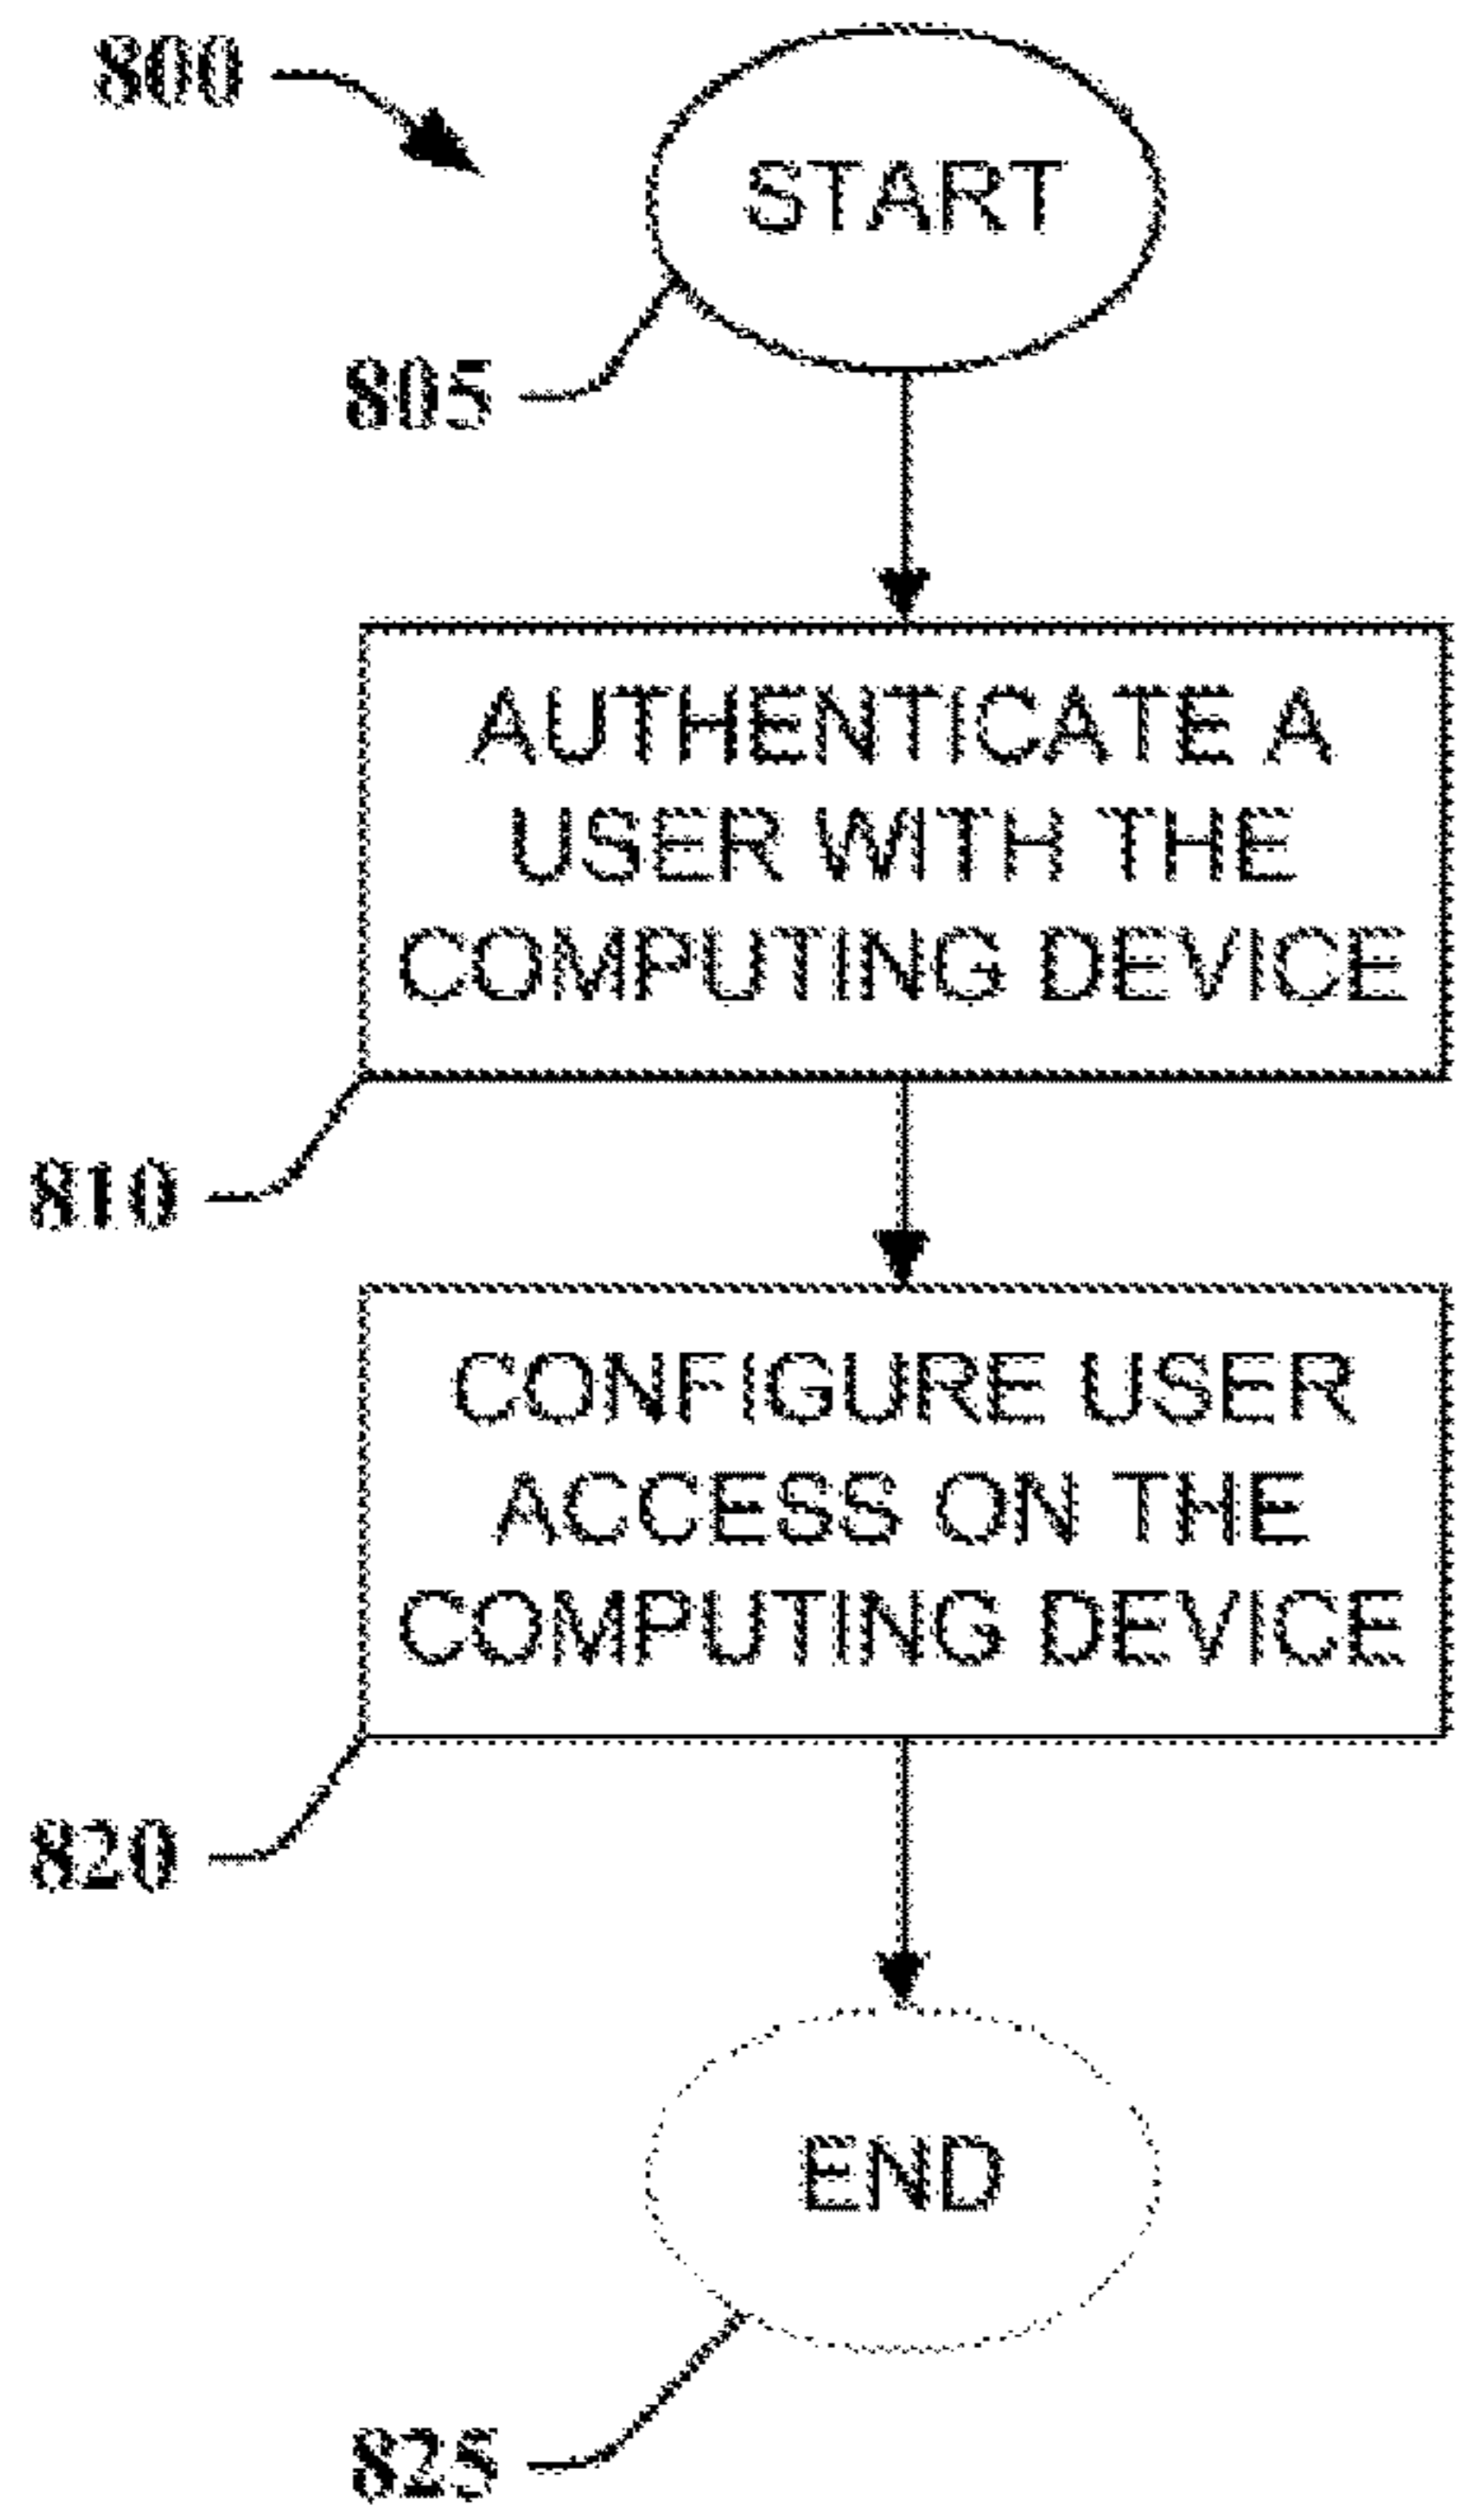 800
START
805
AUTHENTICATE A
USER WITH THE
COMPUTING DEVICE
810
CONFIGURE USER
ACCESS ON THE
COMPUTING DEVICE
820
END
825